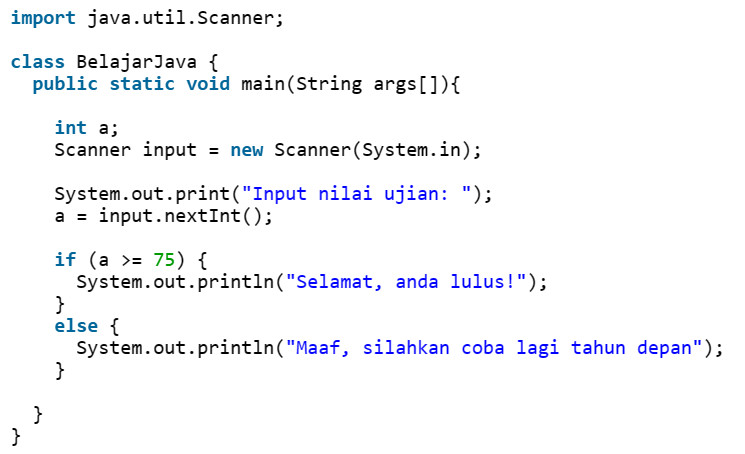 import java.util.Scanner;
class BelajarJava {
public static void main(String args[]){
int a;
Scanner input = new Scanner(System.in);
System.out.print("Input nilai ujian: ");
a = input.nextInt();
if (a >= 75) {
System.out.println("Selamat, anda lulus!");
}
else {
System.out.println("Maaf, silahkan coba lagi tahun depan");
}
}
}